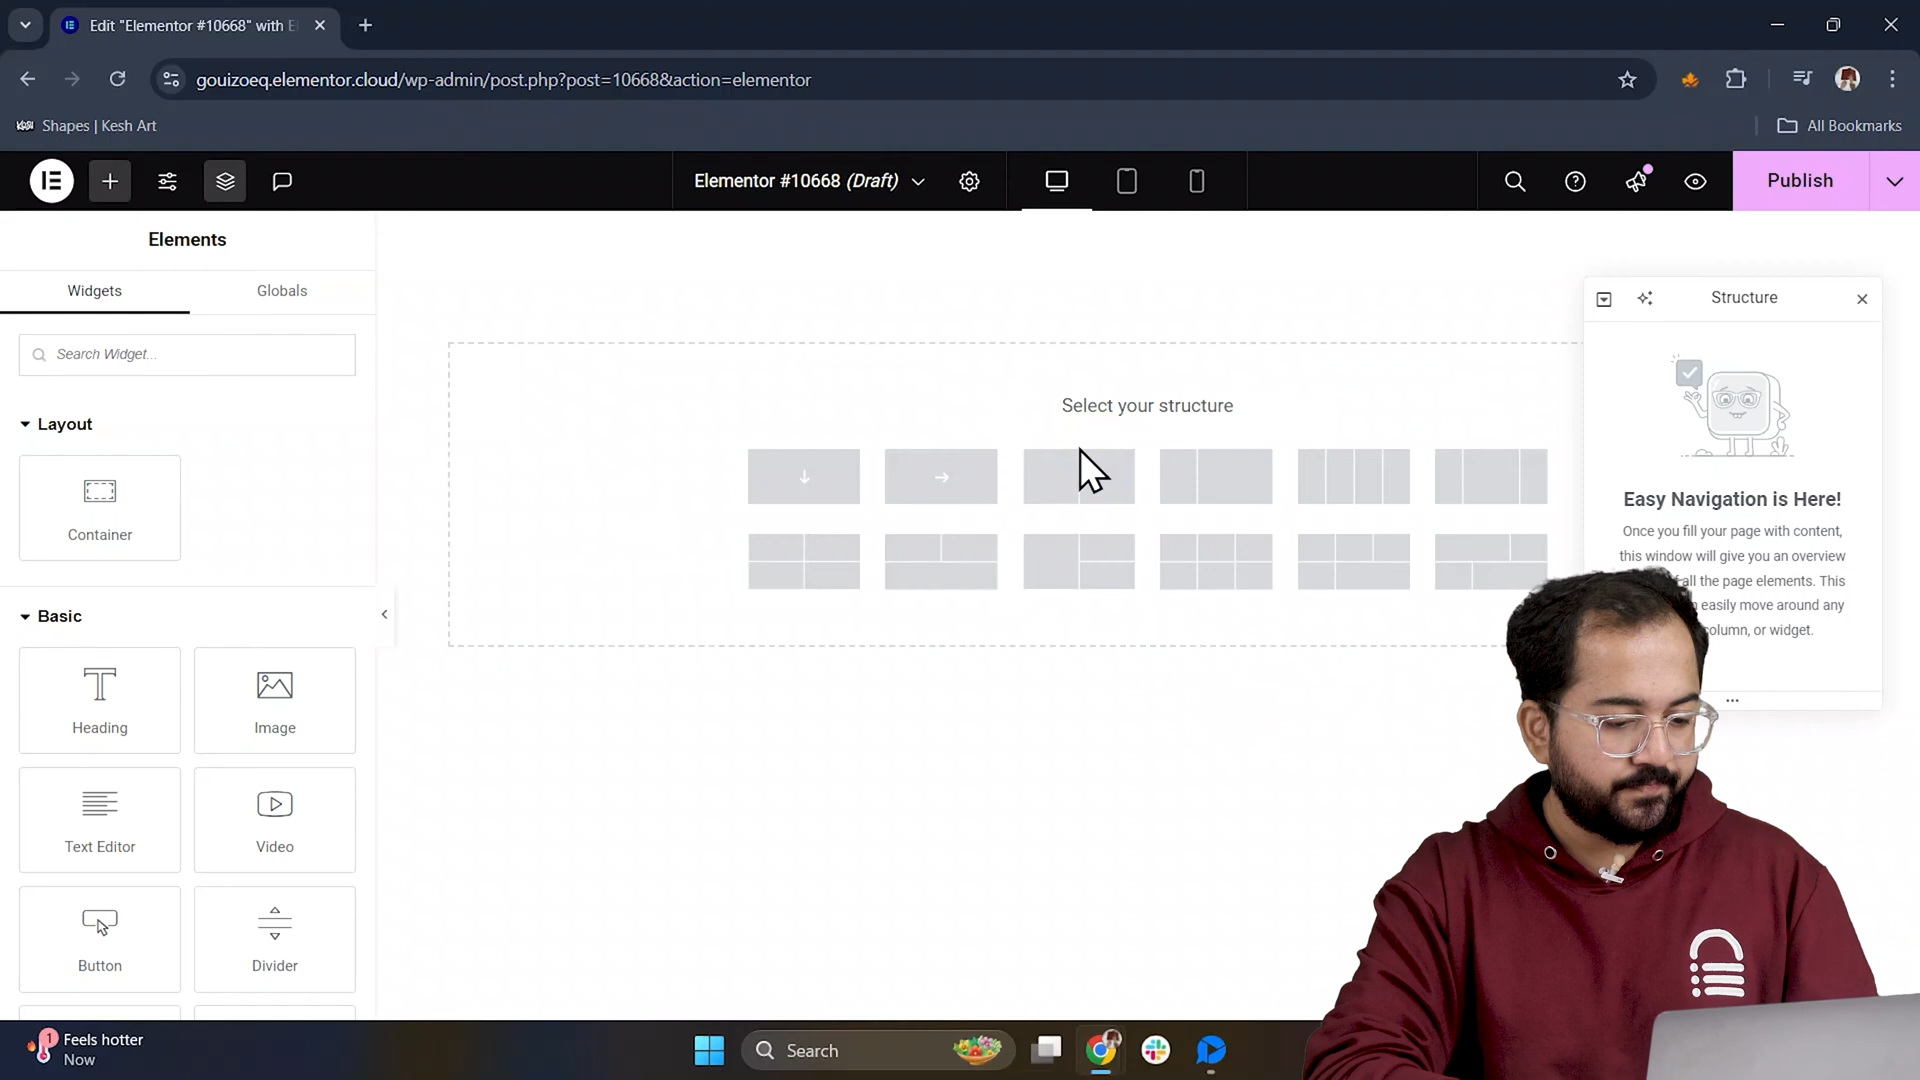 Edit "Elementor #10668" with El
gouizoeq.elementor.cloud/wp-admin/post.php?post=10668&action=elementor
Shapes | Kesh Art
All Bookmarks
Elementor #10668 (Draft)
Publish
Elements
Widgets
Globals
Search Widget...
Layout
Container
Basic
Heading
Image
Text Editor
Video
Button
Divider
Select your structure
Structure
Easy Navigation is Here!
Once you fill your page with content,
this window will give you an overview
all the page elements. This
easily move around any
column, or widget.
1
Feels hotter
Now
Search